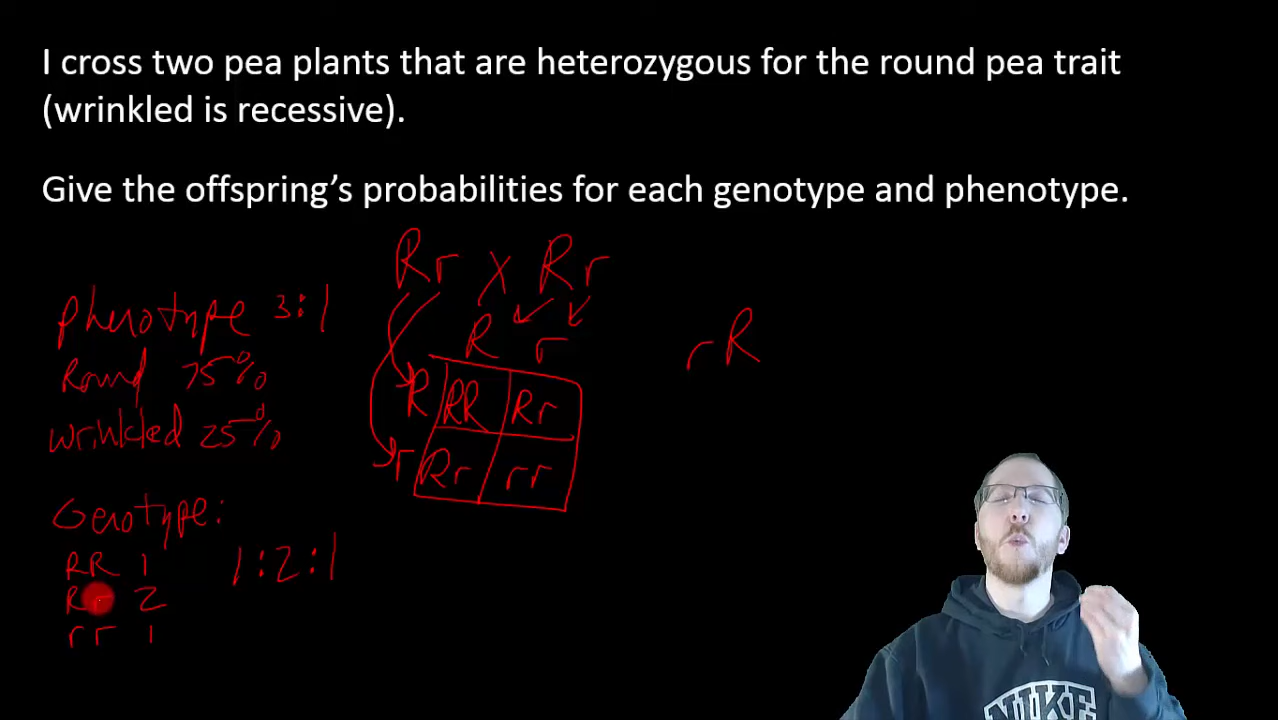 I cross two pea plants that are heterozygous for the round pea trait
(wrinkled is recessive).
Give the offspring’s probabilities for each genotype and phenotype.
Rr x Rr
R r
R RR Rr
r Rr rr
rR
phenotype 3:1
Round 75%
wrinkled 25%
Genotype:
RR 1
R 2
rr 1
1:2:1
NIKE